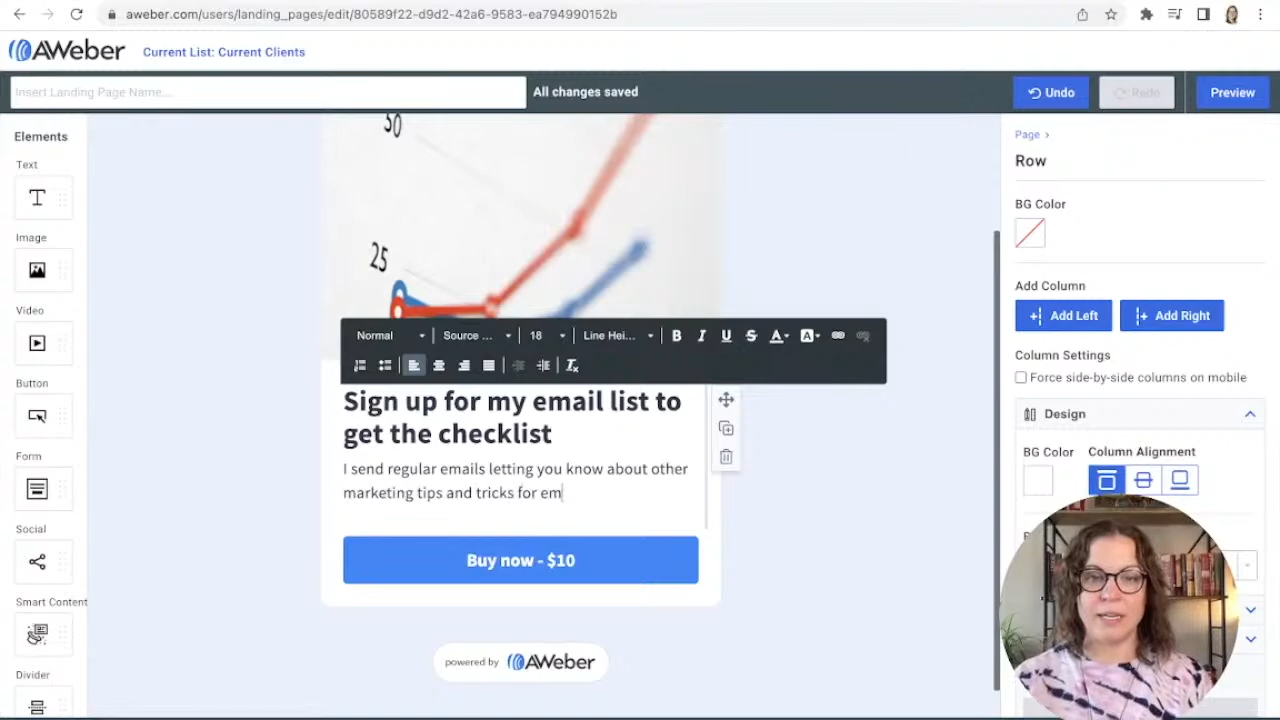 aweber.com/users/landing_pages/edit/80589f22-d9d2-42a6-9583-ea794990152b
AWeber
Current List: Current Clients
Insert Landing Page Name...
All changes saved
Undo
Redo
Preview
Elements
Text
Image
Video
Button
Form
Social
Smart Content
Divider
50
25
Normal
Source ...
18
Line Hei...
B
I
U
S
A
A
Sign up for my email list to
get the checklist
I send regular emails letting you know about other
marketing tips and tricks for em
Buy now - $10
powered by AWeber
Page >
Row
BG Color
Add Column
Add Left
Add Right
Column Settings
Force side-by-side columns on mobile
Design
BG Color
Column Alignment